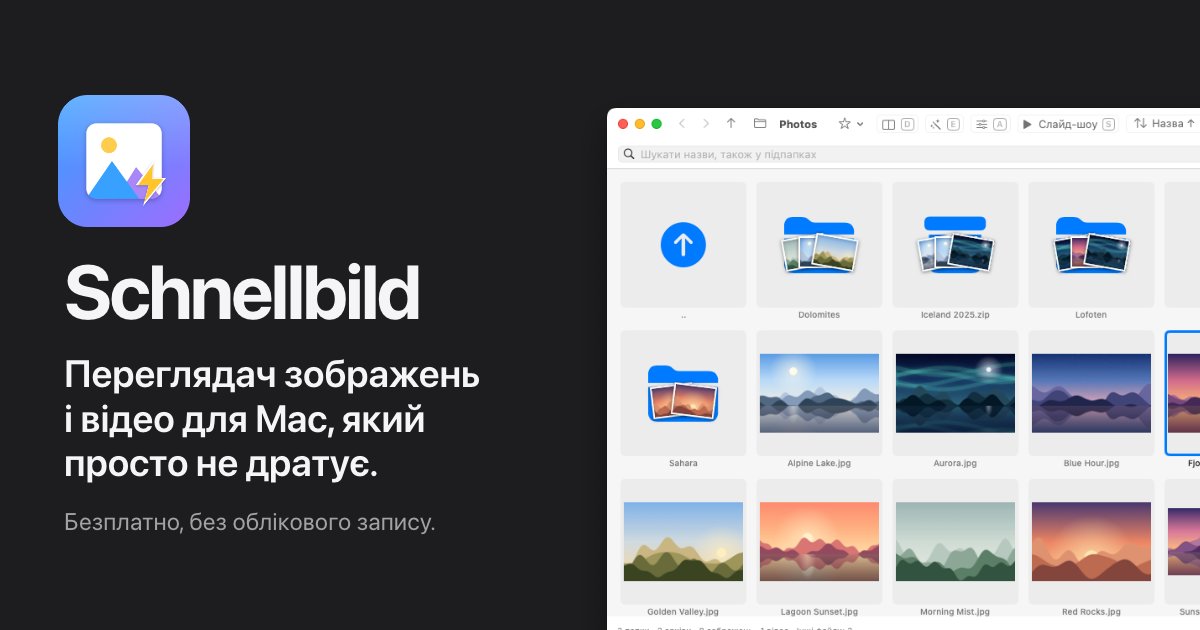 Schnellbild
Переглядач зображень
і відео для Mac, який
просто не дратує.
Безплатно, без облікового запису.
Photos
D
E
A
Слайд-шоу S
Назва
Шукати назви, також у підпапках
..
Dolomites
Iceland 2025.zip
Lofoten
Sahara
Alpine Lake.jpg
Aurora.jpg
Blue Hour.jpg
Fjo
Golden Valley.jpg
Lagoon Sunset.jpg
Morning Mist.jpg
Red Rocks.jpg
Suns